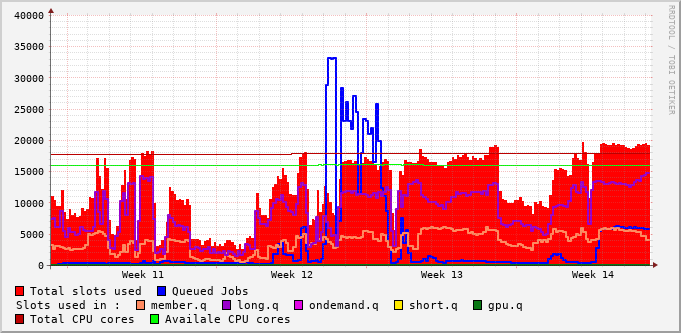 40000
35000
30000
25000
20000
15000
10000
5000
0
Week 11 Week 12 Week 13 Week 14
RRDTOOL / TOBI OETIKER
Total slots used Queued Jobs
Slots used in : member.q long.q ondemand.q short.q gpu.q
Total CPU cores Availale CPU cores